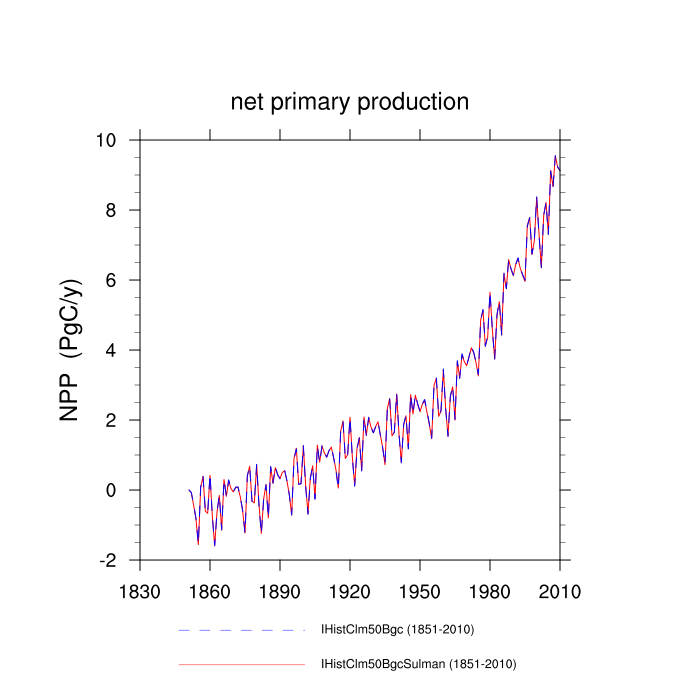 net primary production
10
8
6
4
2
0
-2
NPP (PgC/y)
1830 1860 1890 1920 1950 1980 2010
IHistClm50Bgc (1851-2010)
IHistClm50BgcSulman (1851-2010)